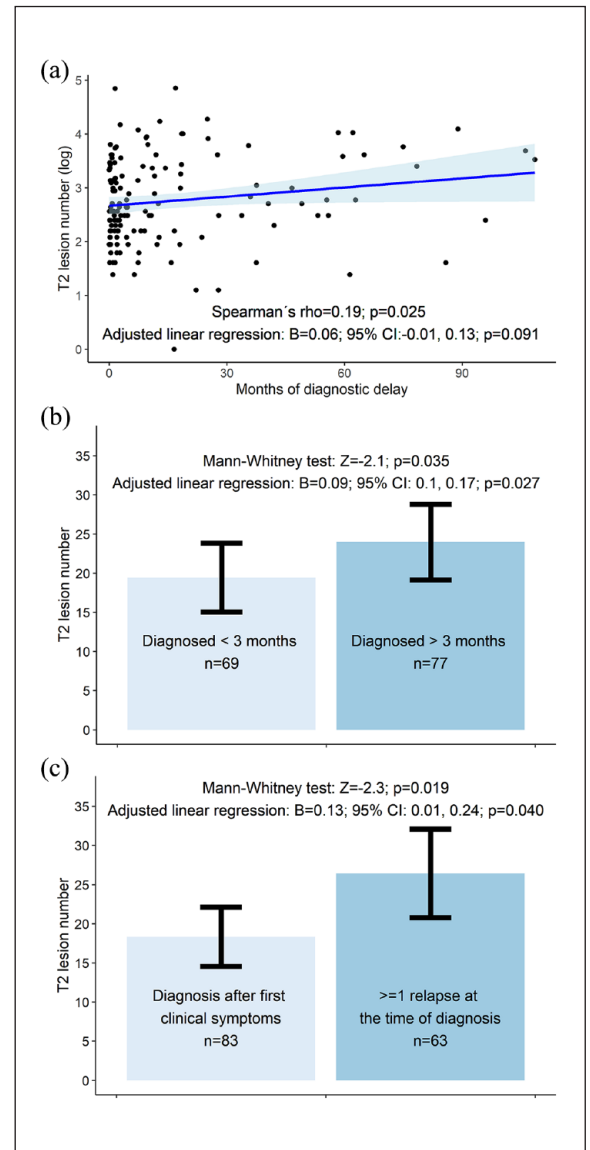 (a)
5
4
3
2
1
0
T2 lesion number (log)
Spearman´s rho=0.19; p=0.025
Adjusted linear regression: B=0.06; 95% CI:-0.01, 0.13; p=0.091
0 30 60 90
Months of diagnostic delay
(b)
Mann-Whitney test: Z=-2.1; p=0.035
Adjusted linear regression: B=0.09; 95% CI: 0.1, 0.17; p=0.027
35
30
25
20
15
10
5
0
T2 lesion number
Diagnosed < 3 months
n=69
Diagnosed > 3 months
n=77
(c)
Mann-Whitney test: Z=-2.3; p=0.019
Adjusted linear regression: B=0.13; 95% CI: 0.01, 0.24; p=0.040
35
30
25
20
15
10
5
0
T2 lesion number
Diagnosis after first
clinical symptoms
n=83
>=1 relapse at
the time of diagnosis
n=63